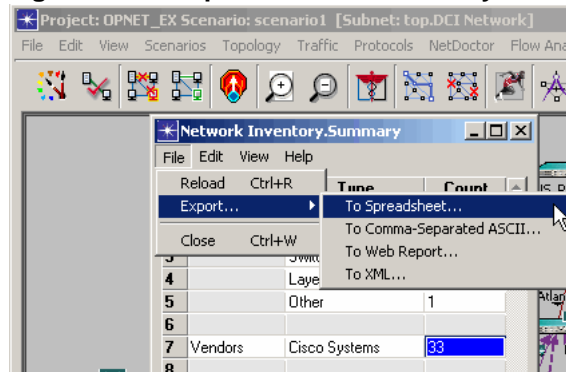 Project: OPNET_EX Scenario: scenario1 [Subnet: top.DCI Network]
File Edit View Scenarios Topology Traffic Protocols NetDoctor Flow Ana
Network Inventory.Summary
File Edit View Help
Reload Ctrl+R
Type Count
Export...
To Spreadsheet...
To Comma-Separated ASCII...
Close Ctrl+W
To Web Report...
To XML...
4 Laye
5 Other 1
6
7 Vendors Cisco Systems 33
8
Atlan